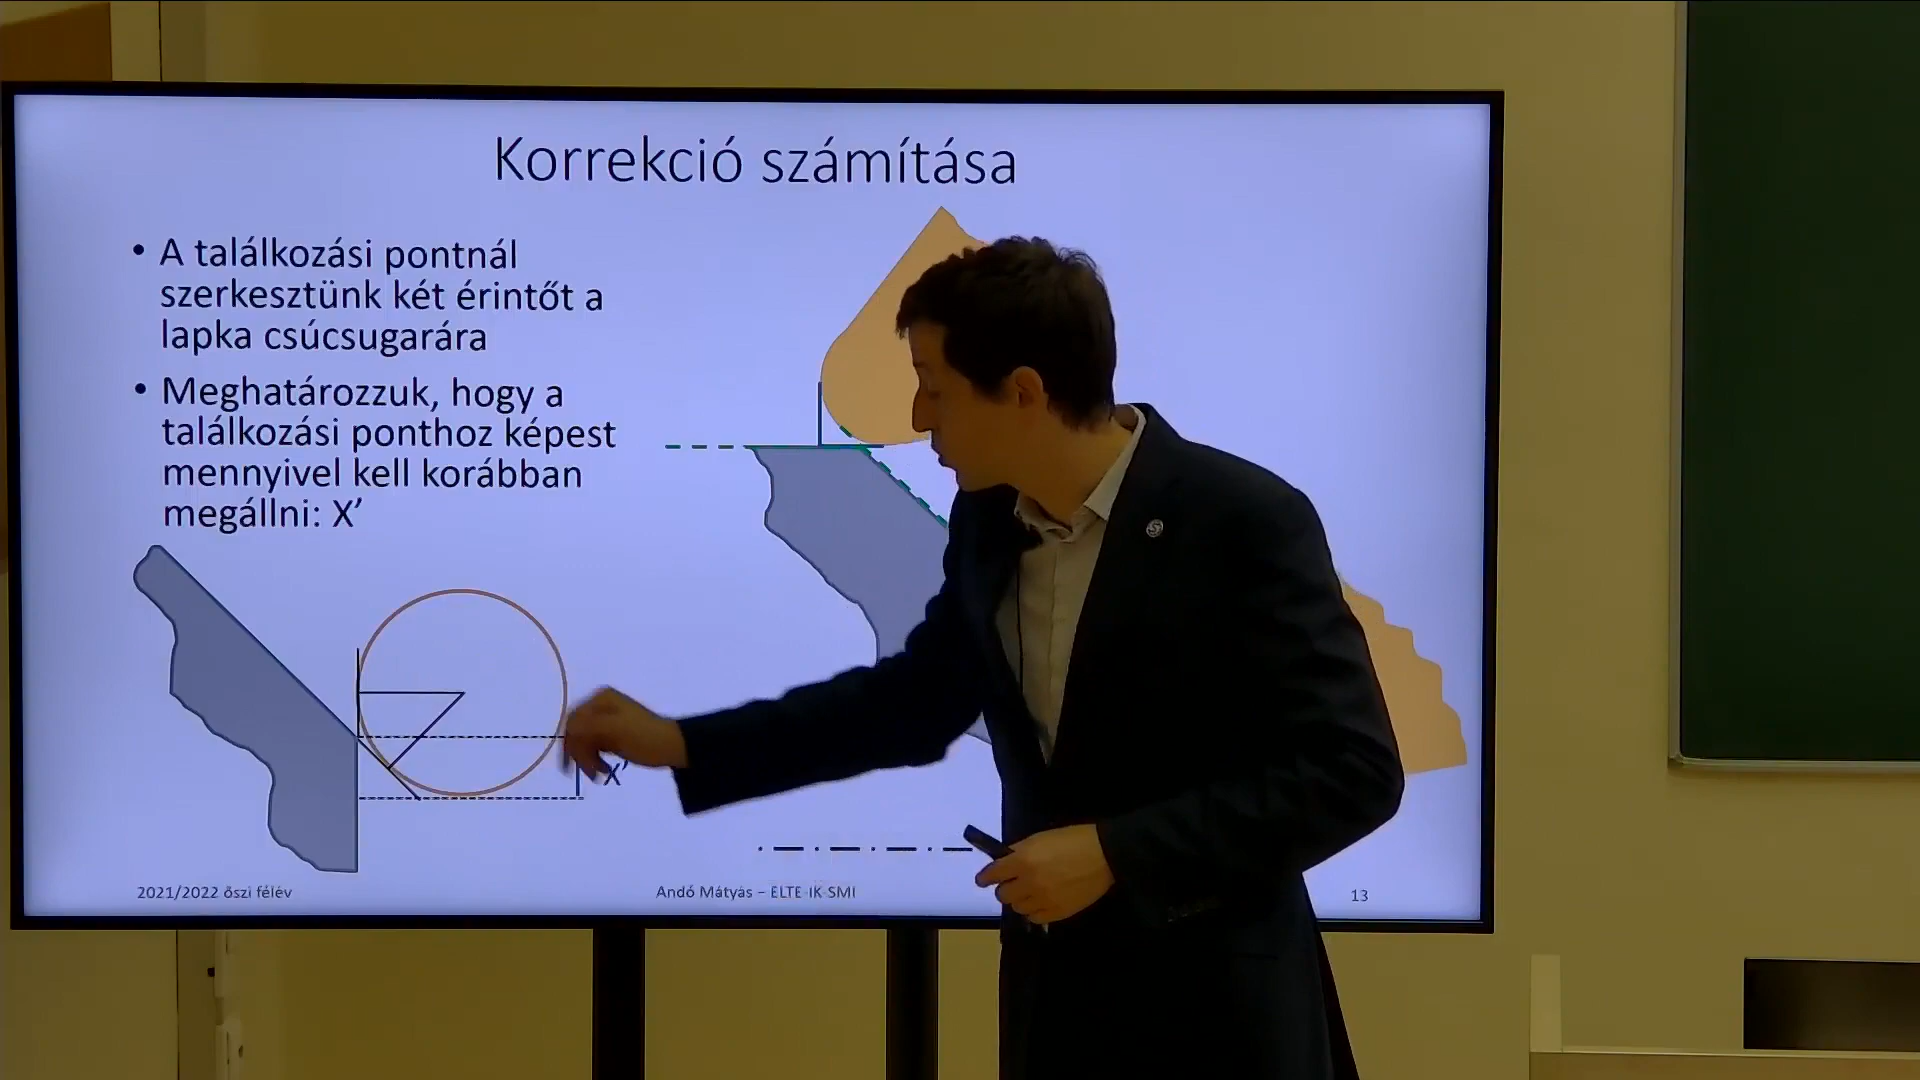 Korrekció számítása
• A találkozási pontnál
szerkesztünk két érintőt a
lapka csúcsugarára
• Meghatározzuk, hogy a
találkozási ponthoz képest
mennyivel kell korábban
megállni: X’
X’
2021/2022 őszi félév
Andó Mátyás – ELTE IK SMI
13